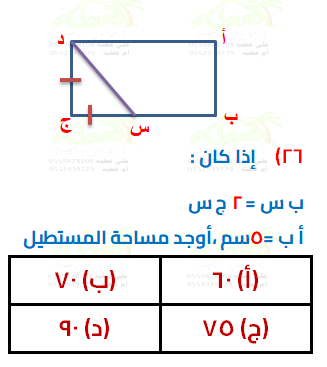 د
أ
ج
س
ب
٢٦) إذا كان :
ب س = ٢ ج س
أ ب = ٥سم ،أوجد مساحة المستطيل
(أ) ٦٠
(ب) ٧٠
(ج) ٧٥
(د) ٩٠